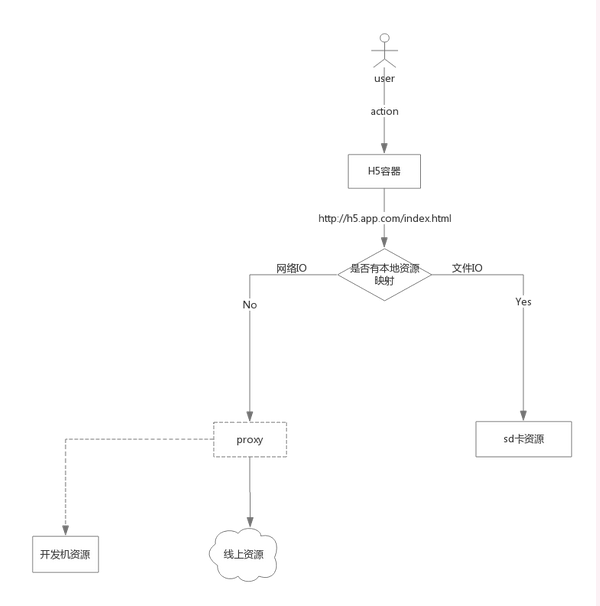 user
action
H5容器
http://h5.app.com/index.html
网络IO
是否有本地资源
映射
文件IO
No
Yes
proxy
sd卡资源
开发机资源
线上资源